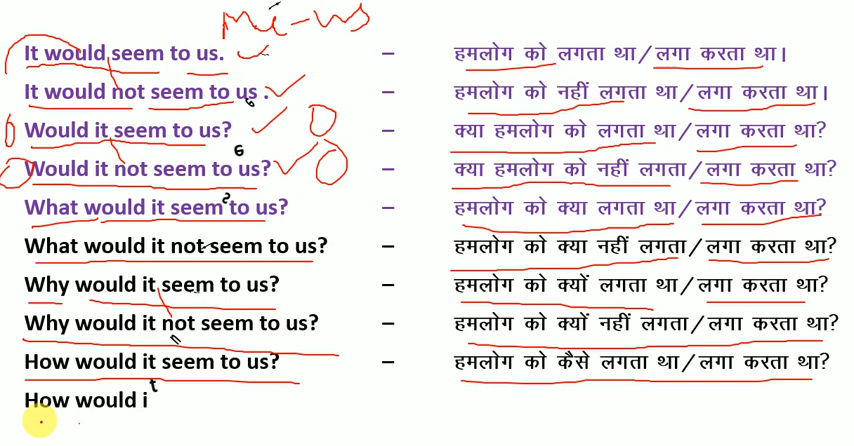 Me - us
It would seem to us. – हमलोग को लगता था/लगा करता था।
It would not seem to us . – हमलोग को नहीं लगता था/लगा करता था।
Would it seem to us? – क्या हमलोग को लगता था/लगा करता था?
Would it not seem to us? – क्या हमलोग को नहीं लगता/लगा करता था?
What would it seem to us? – हमलोग को क्या लगता था/लगा करता था?
What would it not seem to us? – हमलोग को क्या नहीं लगता/लगा करता था?
Why would it seem to us? – हमलोग को क्यों लगता था/लगा करता था?
Why would it not seem to us? – हमलोग को क्यों नहीं लगता/लगा करता था?
How would it seem to us? – हमलोग को कैसे लगता था/लगा करता था?
How would it